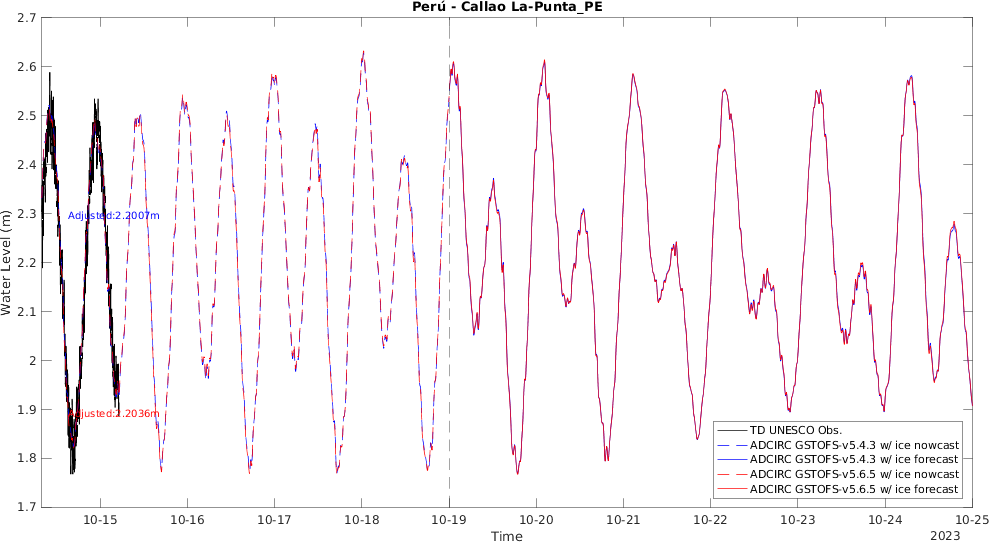 Perú - Callao La-Punta_PE
2.7
2.6
2.5
2.4
2.3
2.2
2.1
2
1.9
1.8
1.7
Water Level (m)
Adjusted:2.2007m
Adjusted:2.2036m
TD UNESCO Obs.
ADCIRC GSTOFS-v5.4.3 w/ ice nowcast
ADCIRC GSTOFS-v5.4.3 w/ ice forecast
ADCIRC GSTOFS-v5.6.5 w/ ice nowcast
ADCIRC GSTOFS-v5.6.5 w/ ice forecast
10-15 10-16 10-17 10-18 10-19 10-20 10-21 10-22 10-23 10-24 10-25
Time
2023